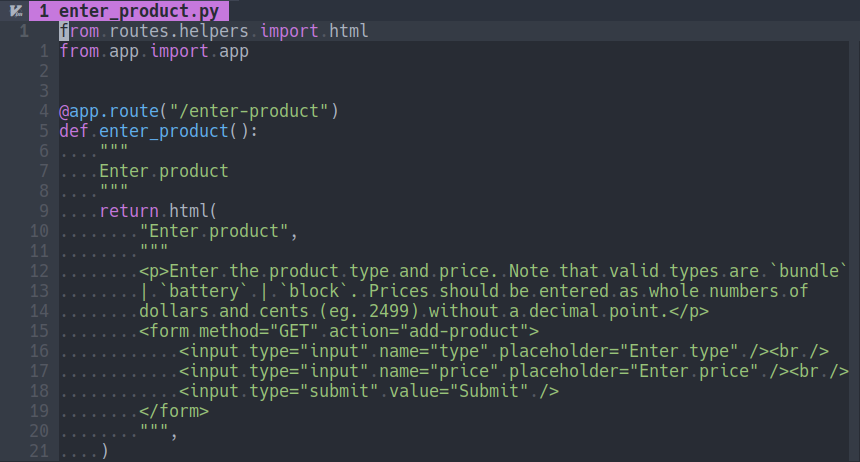 1 enter_product.py
1 from routes.helpers import html
1 from app import app
2
3
4 @app.route("/enter-product")
5 def enter_product():
6     """
7     Enter product
8     """
9     return html(
10         "Enter product",
11         """
12         <p>Enter the product type and price. Note that valid types are `bundle`
13         | `battery` | `block`. Prices should be entered as whole numbers of
14         dollars and cents (eg. 2499) without a decimal point.</p>
15         <form method="GET" action="add-product">
16             <input type="input" name="type" placeholder="Enter type" /><br />
17             <input type="input" name="price" placeholder="Enter price" /><br />
18             <input type="submit" value="Submit" />
19         </form>
20         """,
21     )